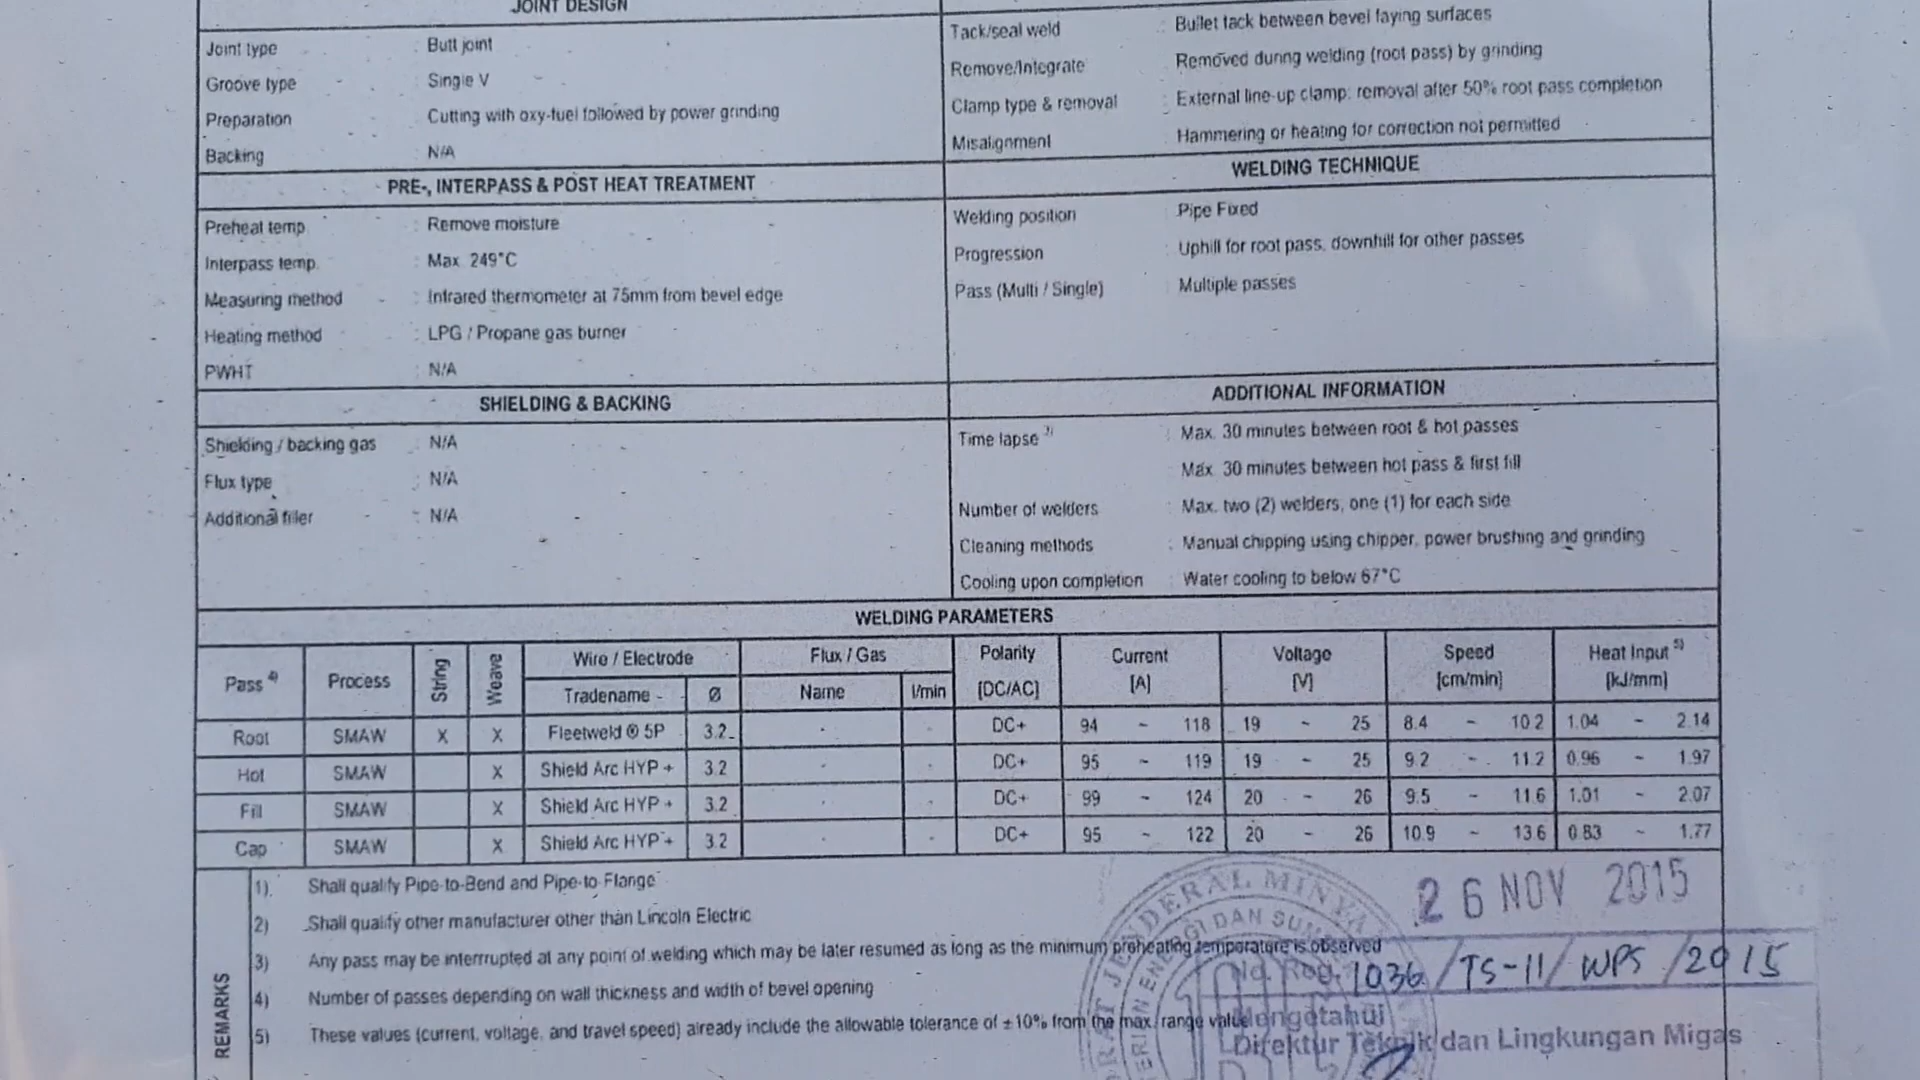 JOINT DESIGN
Joint type : Butt joint
Groove type : Single V
Preparation : Cutting with oxy-fuel followed by power grinding
Backing : N/A
Tack/seal weld : Bullet tack between bevel faying surfaces
Remove/Integrate : Removed during welding (root pass) by grinding
Clamp type & removal : External line-up clamp; removal after 50% root pass completion
Misalignment : Hammering or heating for correction not permitted
PRE-, INTERPASS & POST HEAT TREATMENT
Preheat temp : Remove moisture
Interpass temp. : Max 249°C
Measuring method : Infrared thermometer at 75mm from bevel edge
Heating method : LPG / Propane gas burner
PWHT : N/A
WELDING TECHNIQUE
Welding position : Pipe Fixed
Progression : Uphill for root pass, downhill for other passes
Pass (Multi / Single) : Multiple passes
SHIELDING & BACKING
Shielding / backing gas : N/A
Flux type : N/A
Additional filler : N/A
ADDITIONAL INFORMATION
Time lapse 3) : Max. 30 minutes between root & hot passes
Max. 30 minutes between hot pass & first fill
Number of welders : Max. two (2) welders, one (1) for each side
Cleaning methods : Manual chipping using chipper, power brushing and grinding
Cooling upon completion : Water cooling to below 67°C
WELDING PARAMETERS
Pass 4) Process String Weave Wire / Electrode Flux / Gas Polarity Current Voltage Speed Heat Input 5)
Tradename Ø Name l/min [DC/AC] [A] [V] [cm/min] [kJ/mm]
Root SMAW X X Fleetweld ® 5P 3.2 - - DC+ 94 ~ 118 19 ~ 25 8.4 ~ 10.2 1.04 ~ 2.14
Hot SMAW X Shield Arc HYP + 3.2 - - DC+ 95 ~ 119 19 ~ 25 9.2 ~ 11.2 0.96 ~ 1.97
Fill SMAW X Shield Arc HYP + 3.2 - - DC+ 99 ~ 124 20 ~ 26 9.5 ~ 11.6 1.01 ~ 2.07
Cap SMAW X Shield Arc HYP + 3.2 - - DC+ 95 ~ 122 20 ~ 26 10.9 ~ 13.6 0.83 ~ 1.77
REMARKS
1). Shall qualify Pipe-to-Bend and Pipe-to Flange
2) Shall qualify other manufacturer other than Lincoln Electric
3) Any pass may be interrrupted at any point of welding which may be later resumed as long as the minimum preheating temperature is observed
4) Number of passes depending on wall thickness and width of bevel opening
5) These values (current, voltage, and travel speed) already include the allowable tolerance of ±10% from the max. range value
26 NOV 2015
No. Reg. 1036/TS-11/WPS/2015
Mengetahui
Direktur Teknik dan Lingkungan Migas